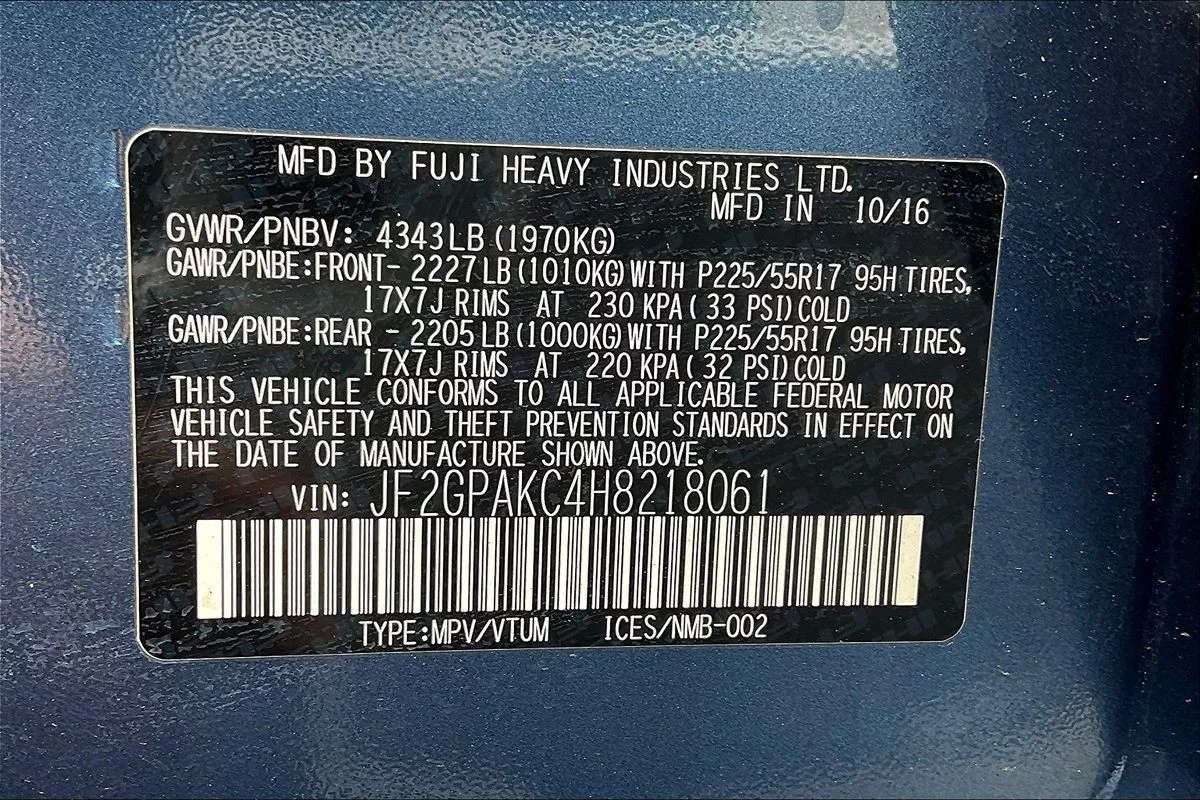 MFD BY FUJI HEAVY INDUSTRIES LTD.
MFD IN 10/16
GVWR/PNBV: 4343LB (1970KG)
GAWR/PNBE:FRONT- 2227 LB (1010KG) WITH P225/55R17 95H TIRES,
17X7J RIMS AT 230 KPA ( 33 PSI) COLD
GAWR/PNBE:REAR - 2205 LB (1000KG) WITH P225/55R17 95H TIRES,
17X7J RIMS AT 220 KPA ( 32 PSI) COLD
THIS VEHICLE CONFORMS TO ALL APPLICABLE FEDERAL MOTOR
VEHICLE SAFETY AND THEFT PREVENTION STANDARDS IN EFFECT ON
THE DATE OF MANUFACTURE SHOWN ABOVE.
VIN: JF2GPAKC4H8218061
TYPE:MPV/VTUM ICES/NMB-002